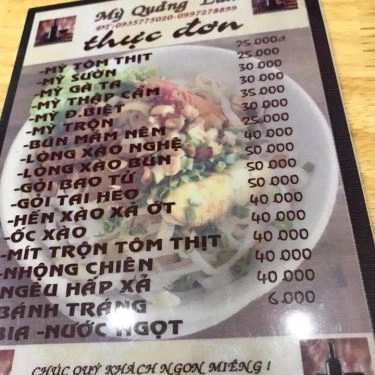 Mỳ Quảng
ĐT: 0935775020-0997278899
thực đơn
-MỲ TÔM THỊT 25.000đ
-MỲ SƯỜN 25.000
-MỲ GÀ TA 30.000
-MỲ THẬP CẨM 30.000
-MỲ Đ.BIỆT 35.000
-MỲ TRỘN 30.000
-BÚN MẮM NÊM 25.000
-LÒNG XÀO NGHỆ 40.000
-LÒNG XÀO BÚN 50.000
-GỎI BAO TỬ 50.000
-GỎI TAI HEO 50.000
-HẾN XÀO XẢ ỚT 40.000
-ỐC XÀO 40.000
-MÍT TRỘN TÔM THỊT 40.000
-NHỘNG CHIÊN 40.000
NGÊU HẤP XẢ 40.000
BÁNH TRÁNG 6.000
BIA -NƯỚC NGỌT
CHÚC QUÝ KHÁCH NGON MIỆNG !